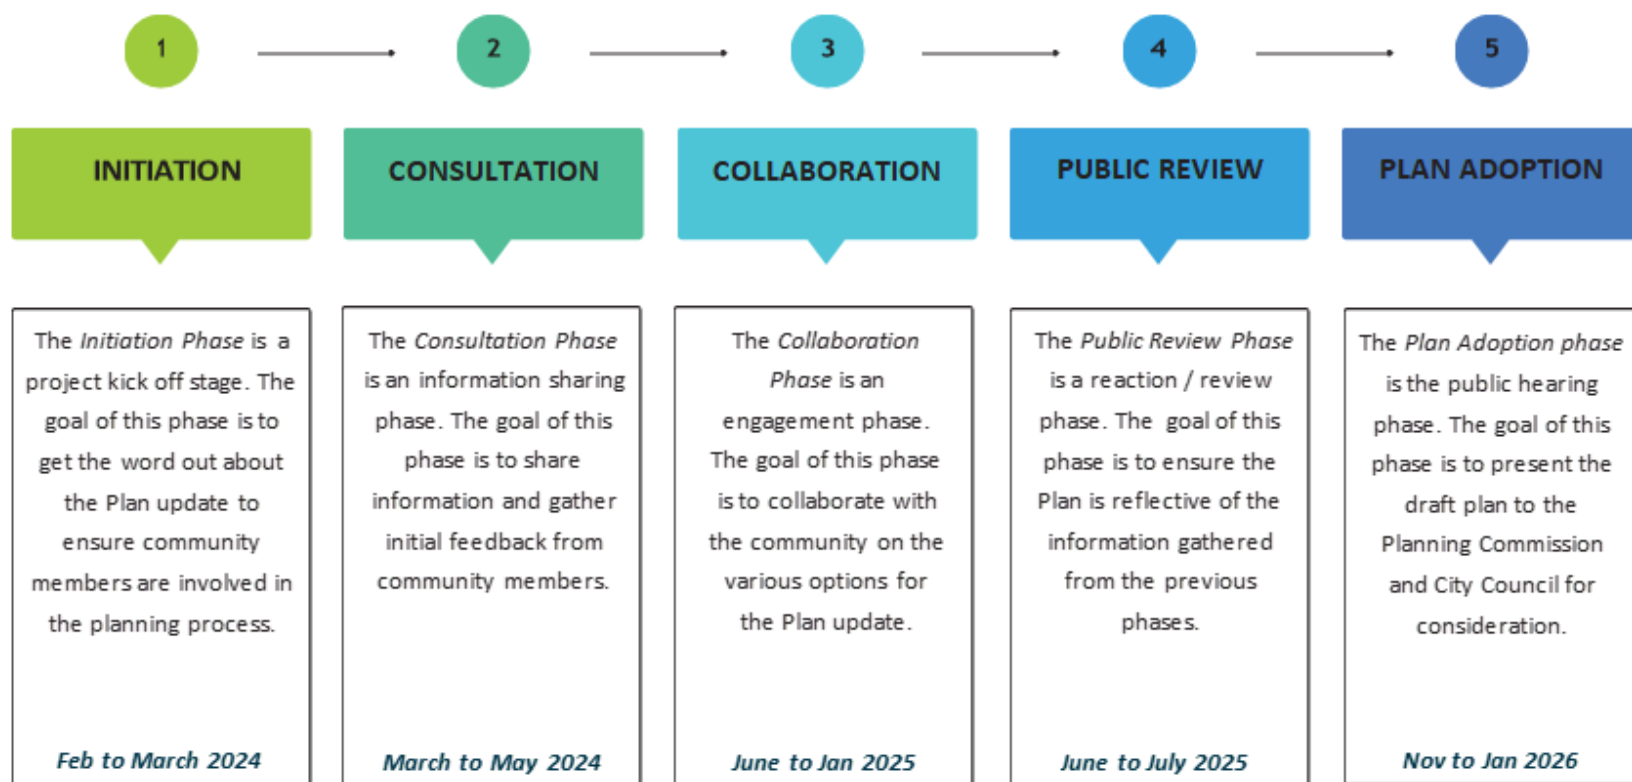 1
2
3
4
5
INITIATION
CONSULTATION
COLLABORATION
PUBLIC REVIEW
PLAN ADOPTION
The Initiation Phase is a
project kick off stage. The
goal of this phase is to
get the word out about
the Plan update to
ensure community
members are involved in
the planning process.
Feb to March 2024
The Consultation Phase
is an information sharing
phase. The goal of this
phase is to share
information and gather
initial feedback from
community members.
March to May 2024
The Collaboration
Phase is an
engagement phase.
The goal of this phase
is to collaborate with
the community on the
various options for
the Plan update.
June to Jan 2025
The Public Review Phase
is a reaction / review
phase. The goal of this
phase is to ensure the
Plan is reflective of the
information gathered
from the previous
phases.
June to July 2025
The Plan Adoption phase
is the public hearing
phase. The goal of this
phase is to present the
draft plan to the
Planning Commission
and City Council for
consideration.
Nov to Jan 2026